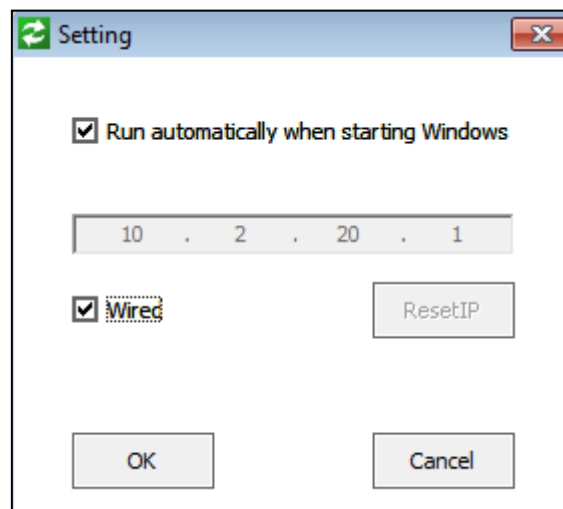 Setting
Run automatically when starting Windows
10 . 2 . 20 . 1
Wired
ResetIP
OK
Cancel